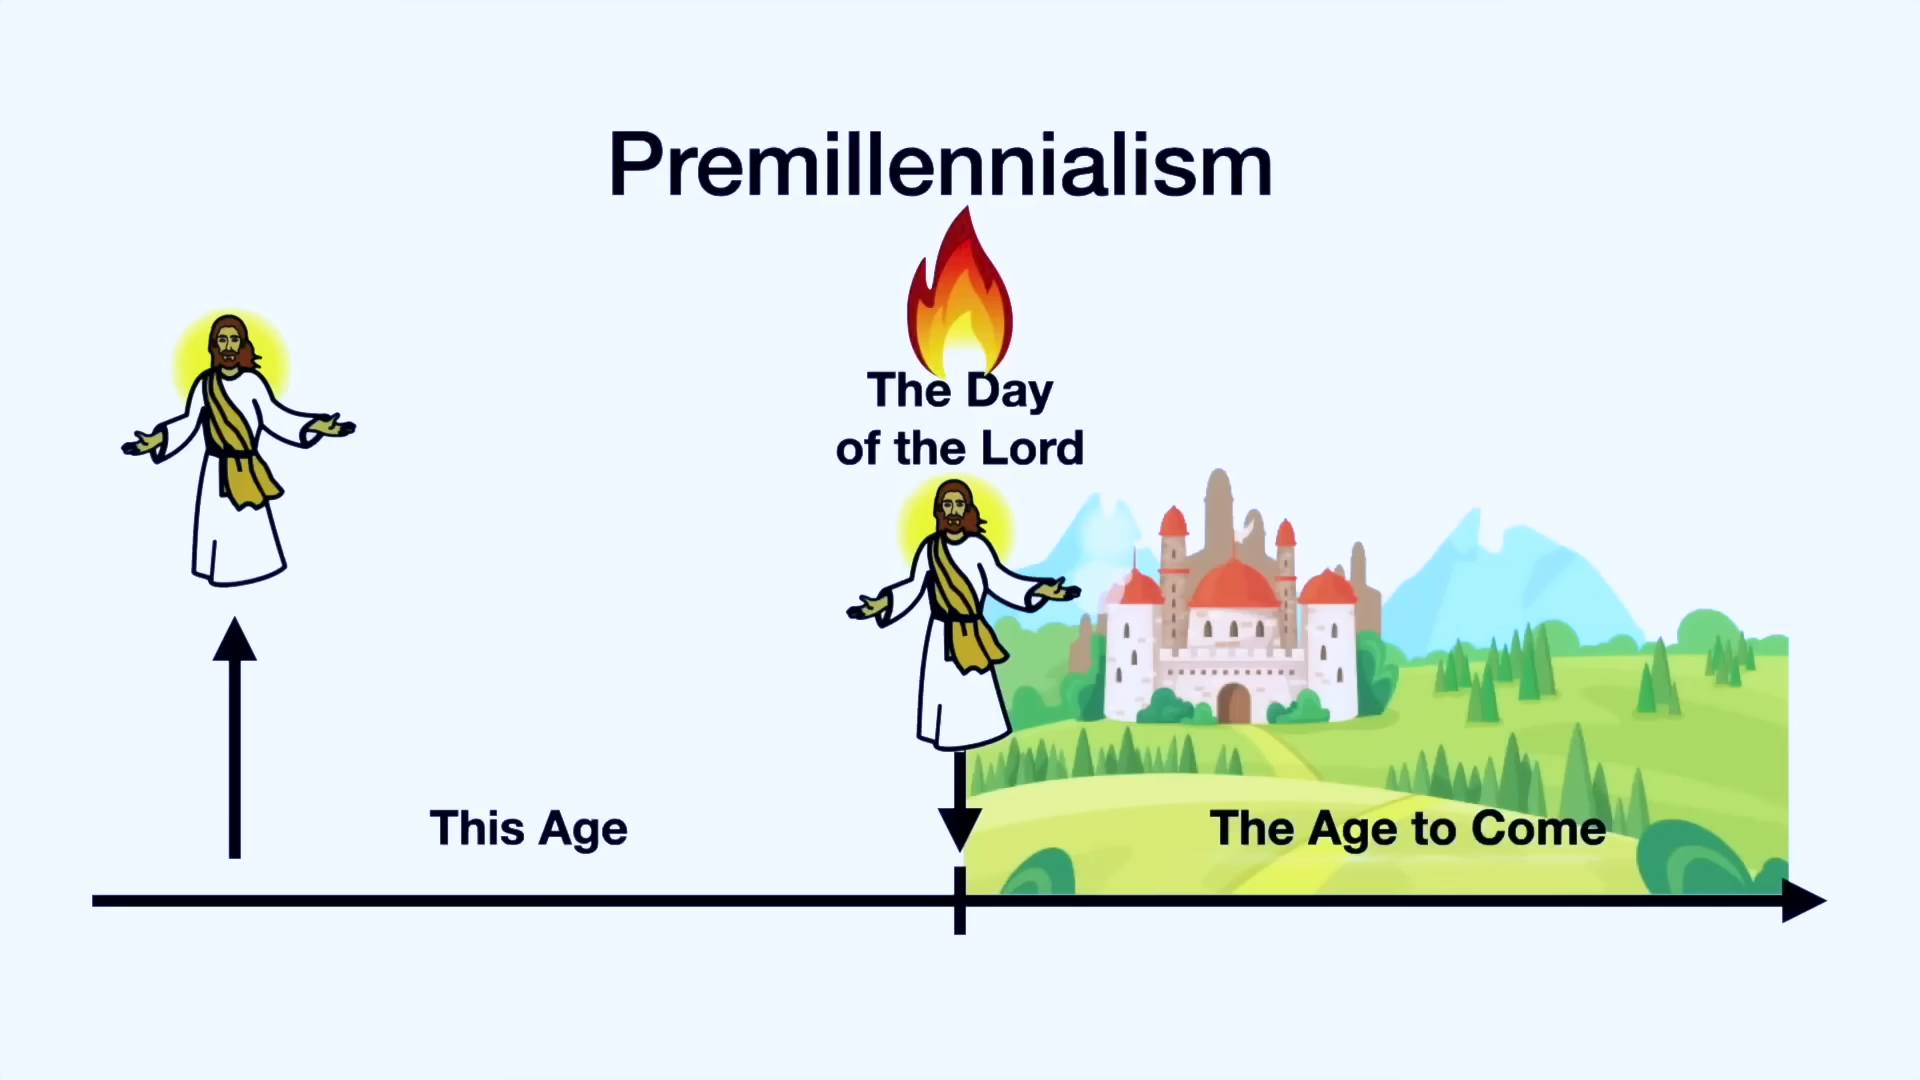 Premillennialism
The Day
of the Lord
This Age
The Age to Come